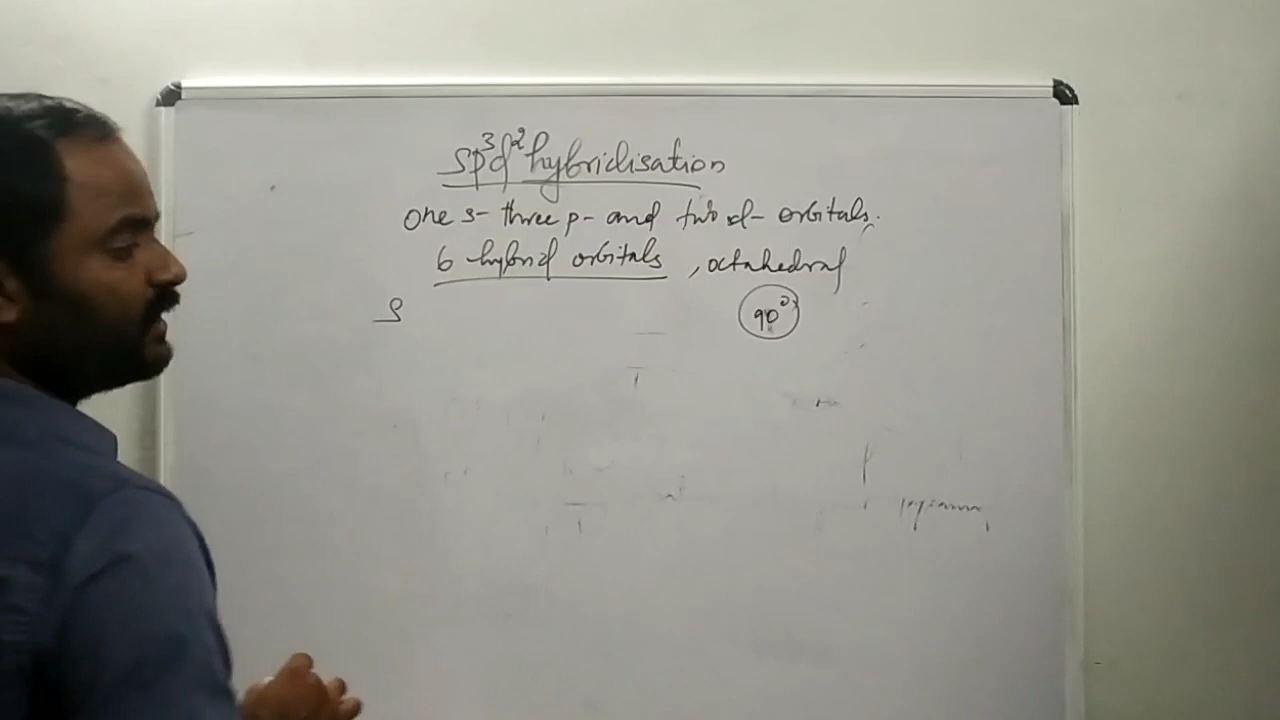 sp³d² hybridisation
one s- three p- and two d- orbitals.
6 hybrid orbitals , octahedral
S 90°